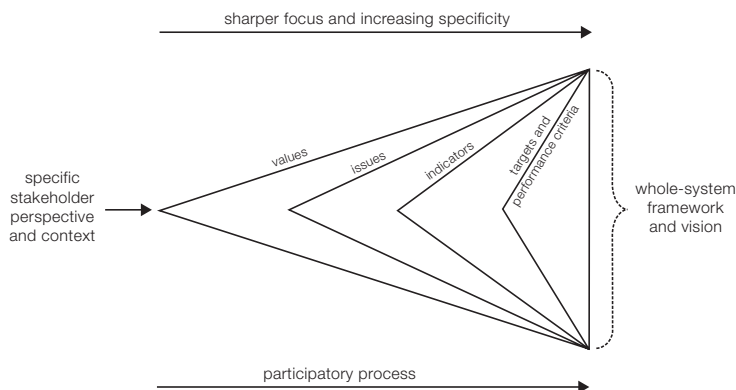 sharper focus and increasing specificity
values
issues
indicators
targets and
performance criteria
specific
stakeholder
perspective
and context
whole-system
framework
and vision
participatory process